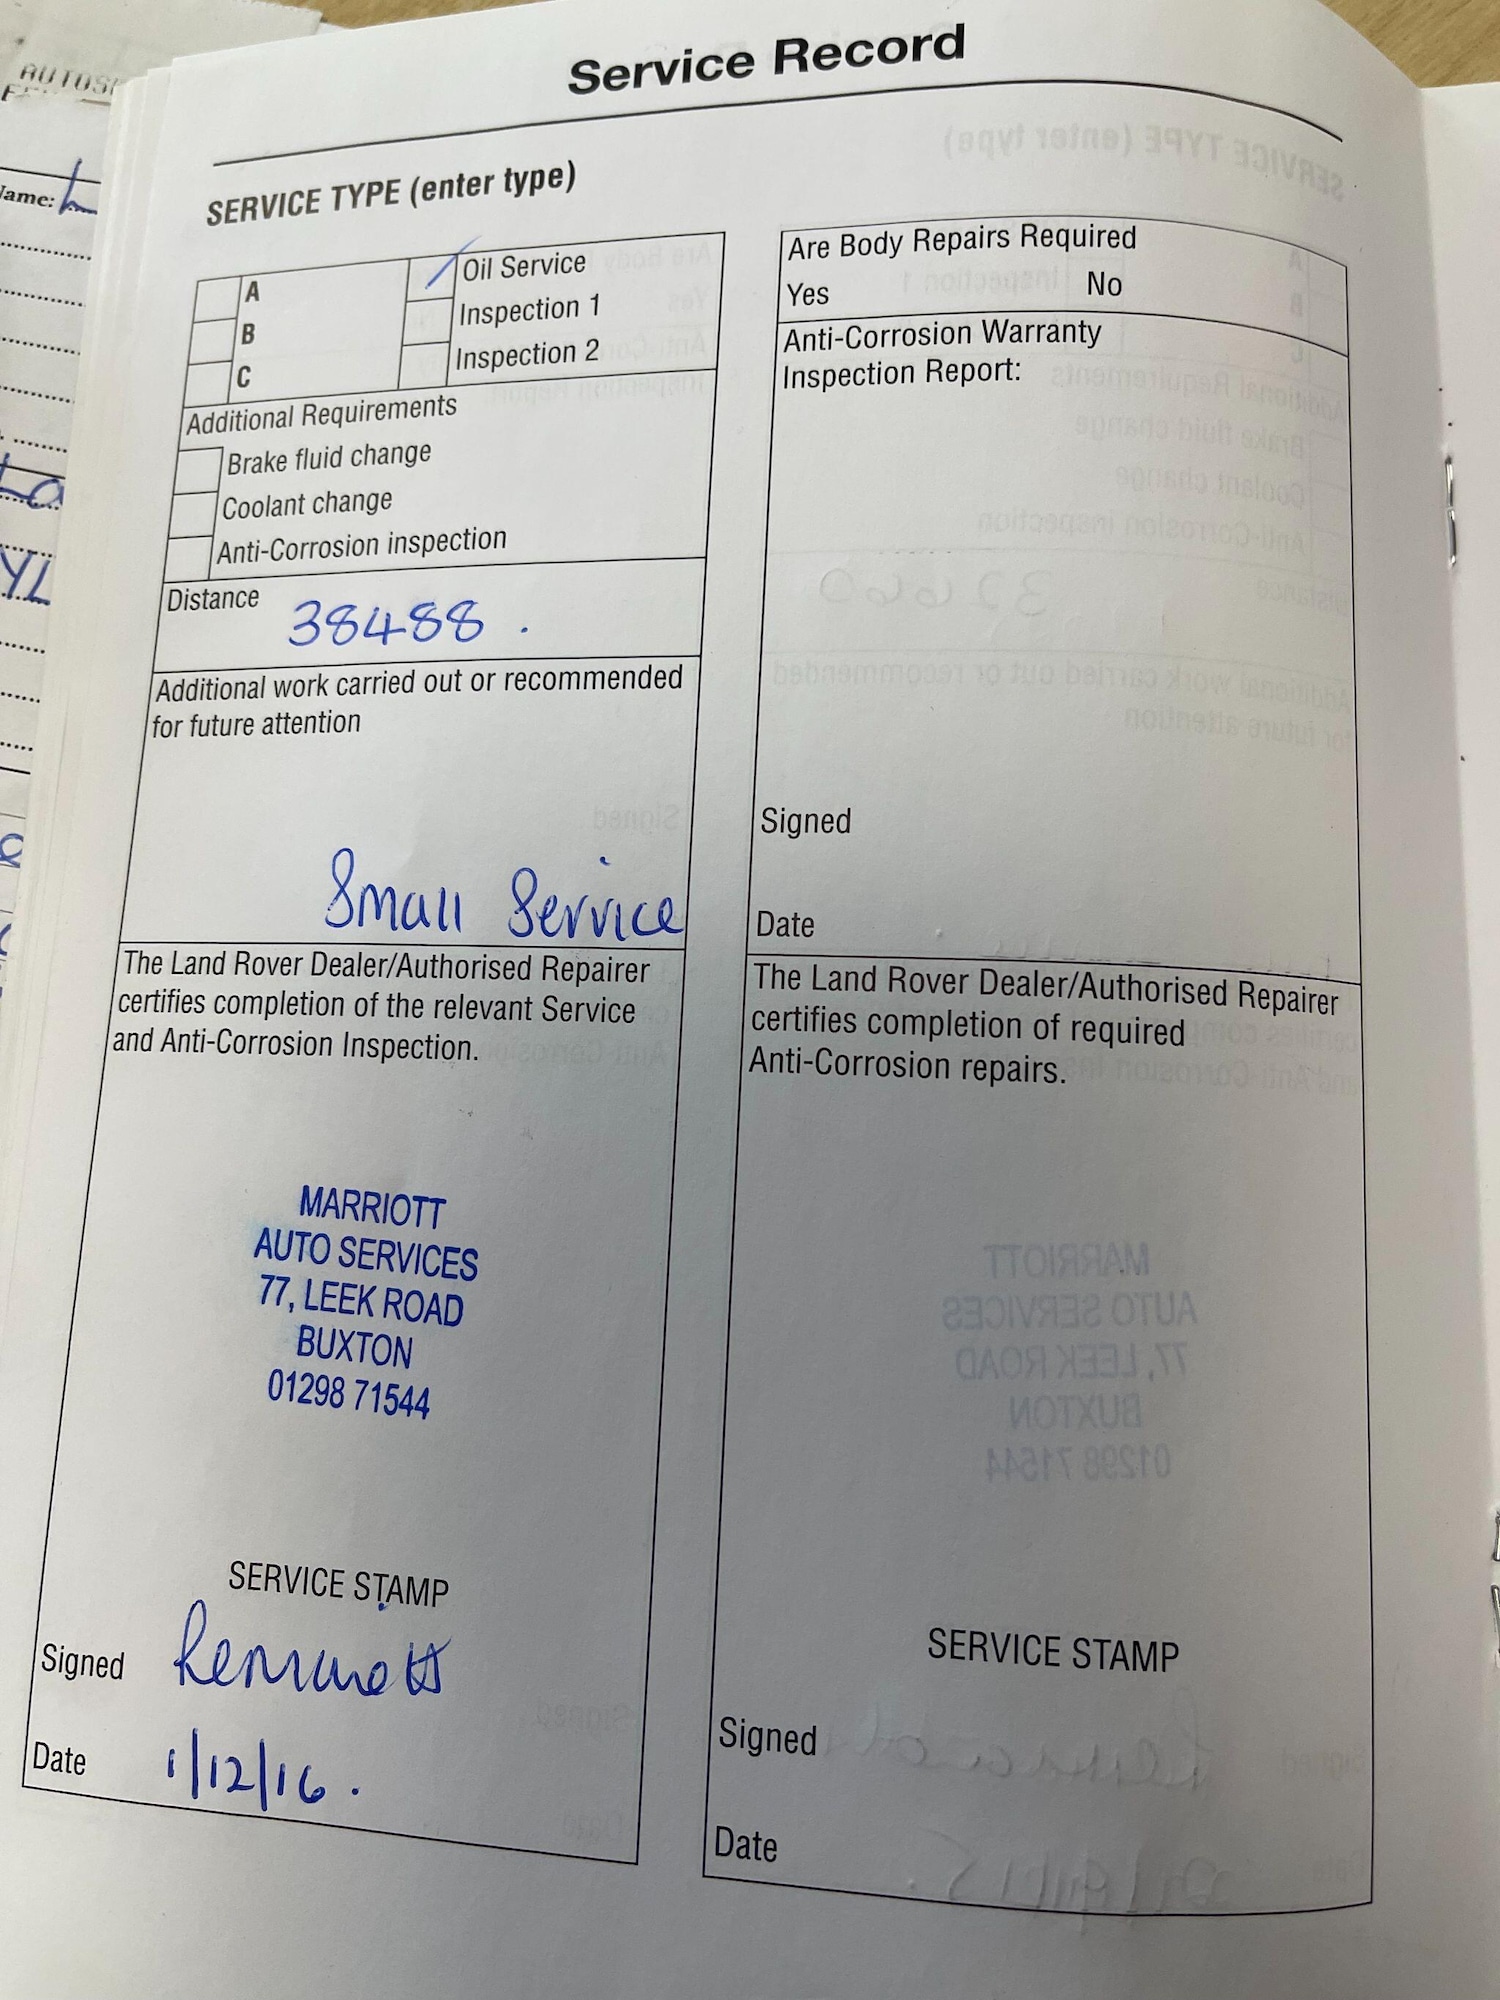 Service Record
SERVICE TYPE (enter type)
A
B
C
Oil Service
Inspection 1
Inspection 2
Additional Requirements
Brake fluid change
Coolant change
Anti-Corrosion inspection
Distance 38488 .
Additional work carried out or recommended
for future attention
Small Service
The Land Rover Dealer/Authorised Repairer
certifies completion of the relevant Service
and Anti-Corrosion Inspection.
MARRIOTT
AUTO SERVICES
77, LEEK ROAD
BUXTON
01298 71544
SERVICE STAMP
Signed
Date 1/12/16.
Are Body Repairs Required
Yes No
Anti-Corrosion Warranty
Inspection Report:
Signed
Date
The Land Rover Dealer/Authorised Repairer
certifies completion of required
Anti-Corrosion repairs.
SERVICE STAMP
Signed
Date